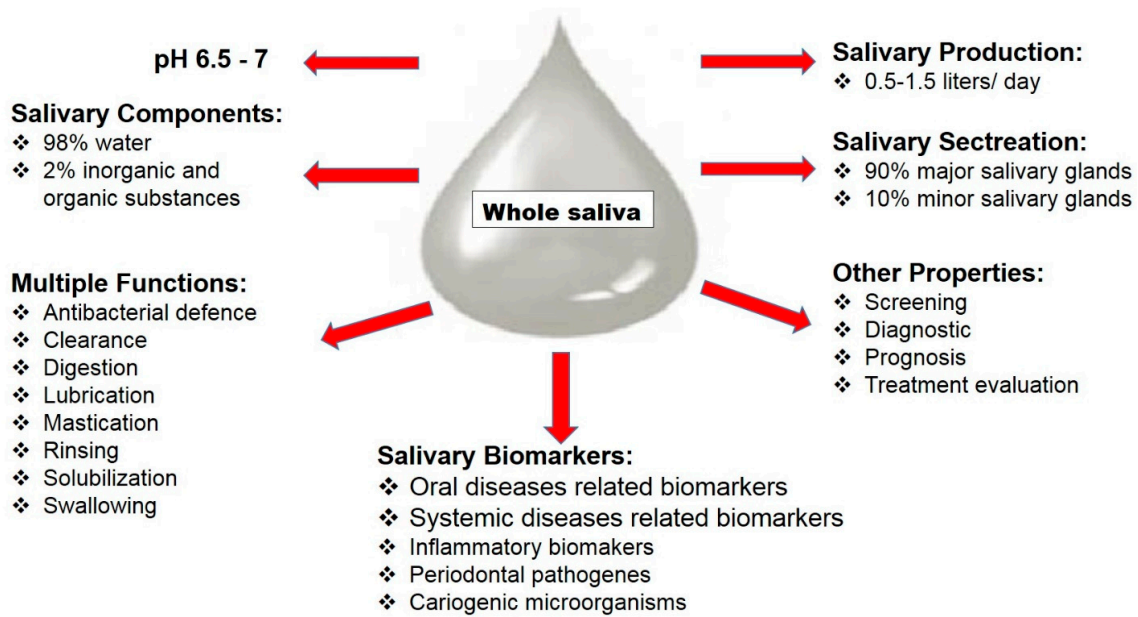 pH 6.5 - 7
Salivary Components:
❖ 98% water
❖ 2% inorganic and
organic substances
Multiple Functions:
❖ Antibacterial defence
❖ Clearance
❖ Digestion
❖ Lubrication
❖ Mastication
❖ Rinsing
❖ Solubilization
❖ Swallowing
Whole saliva
Salivary Biomarkers:
❖ Oral diseases related biomarkers
❖ Systemic diseases related biomarkers
❖ Inflammatory biomakers
❖ Periodontal pathogenes
❖ Cariogenic microorganisms
Salivary Production:
❖ 0.5-1.5 liters/ day
Salivary Sectreation:
❖ 90% major salivary glands
❖ 10% minor salivary glands
Other Properties:
❖ Screening
❖ Diagnostic
❖ Prognosis
❖ Treatment evaluation